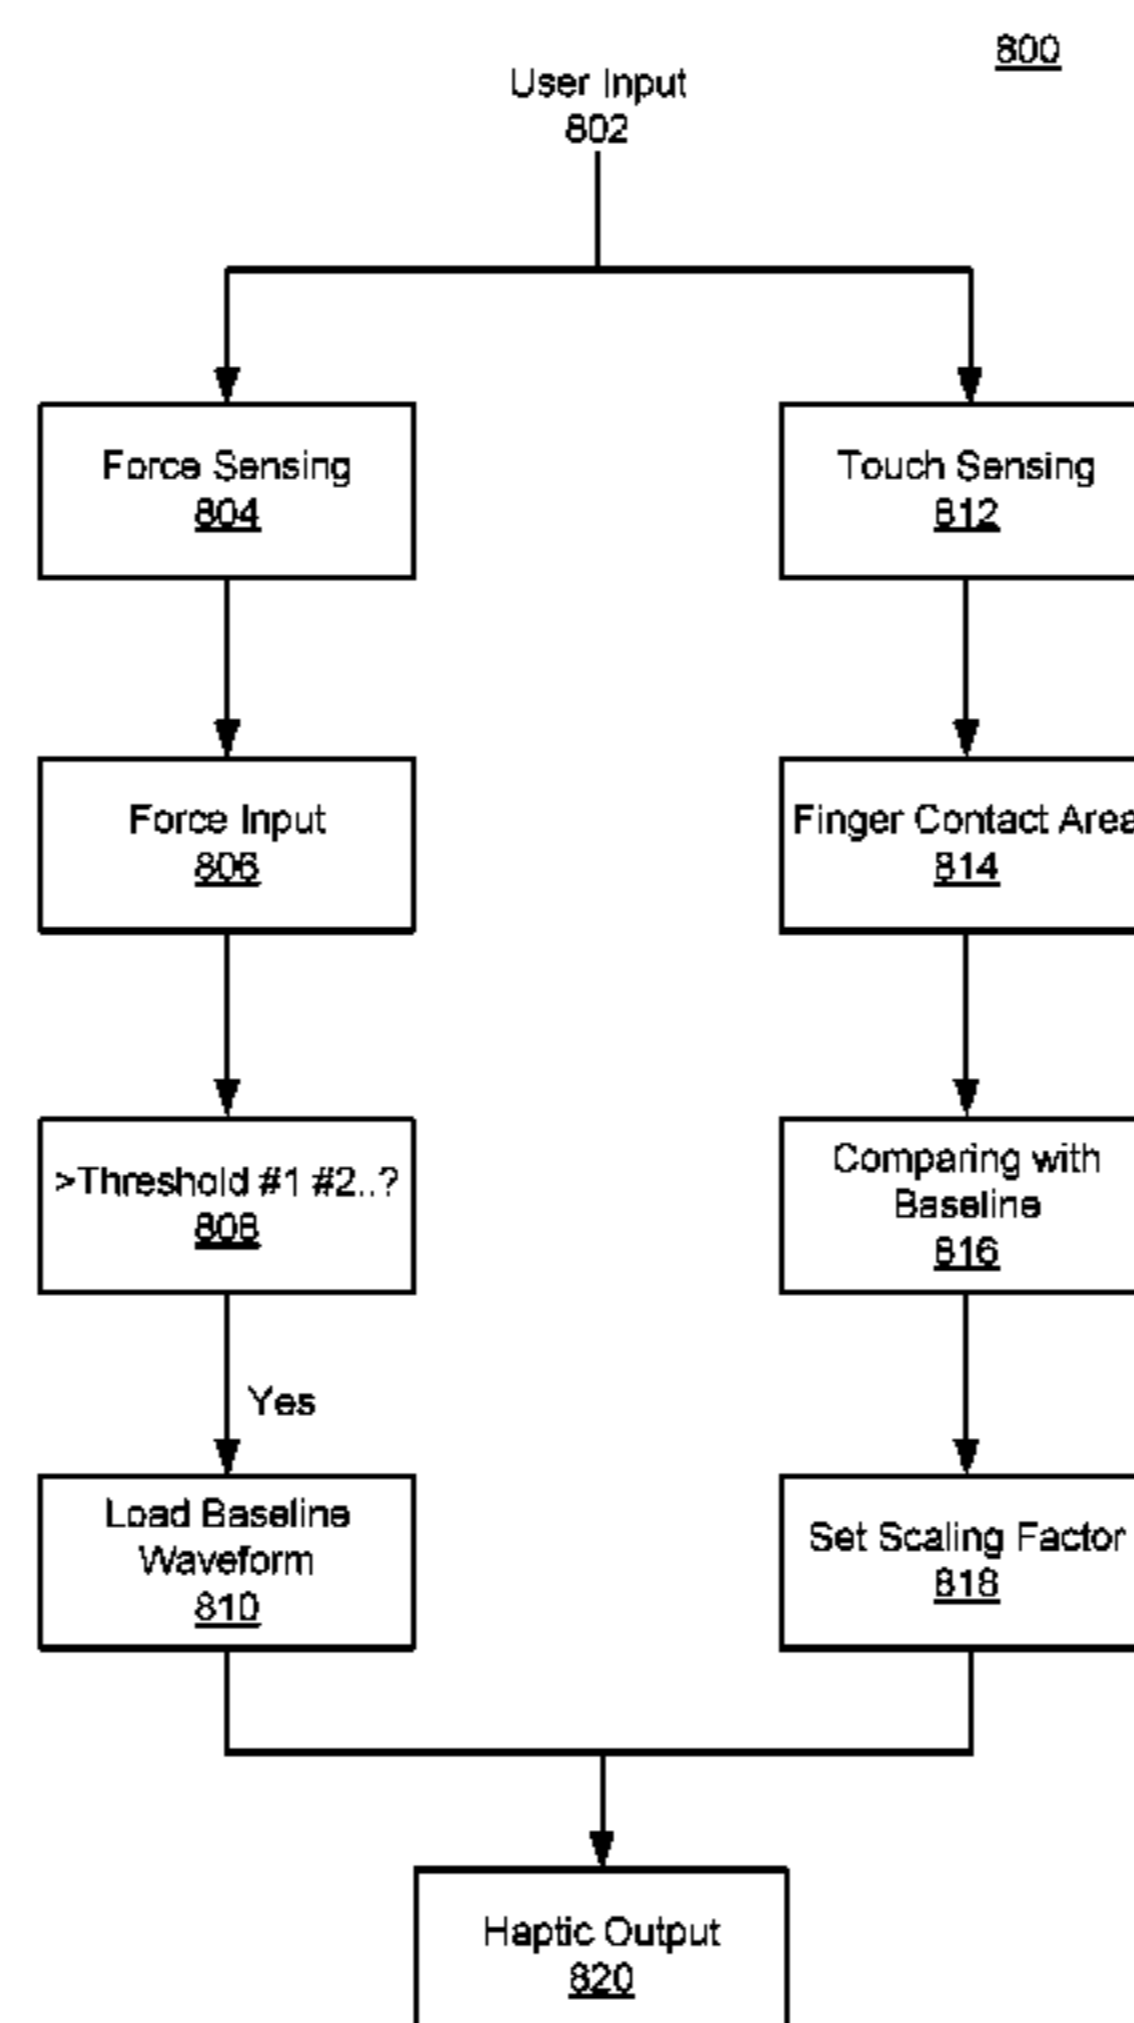 800
User Input
802
Force Sensing
804
Touch Sensing
812
Force Input
806
Finger Contact Area
814
>Threshold #1 #2..?
808
Comparing with
Baseline
816
Yes
Load Baseline
Waveform
810
Set Scaling Factor
818
Haptic Output
820